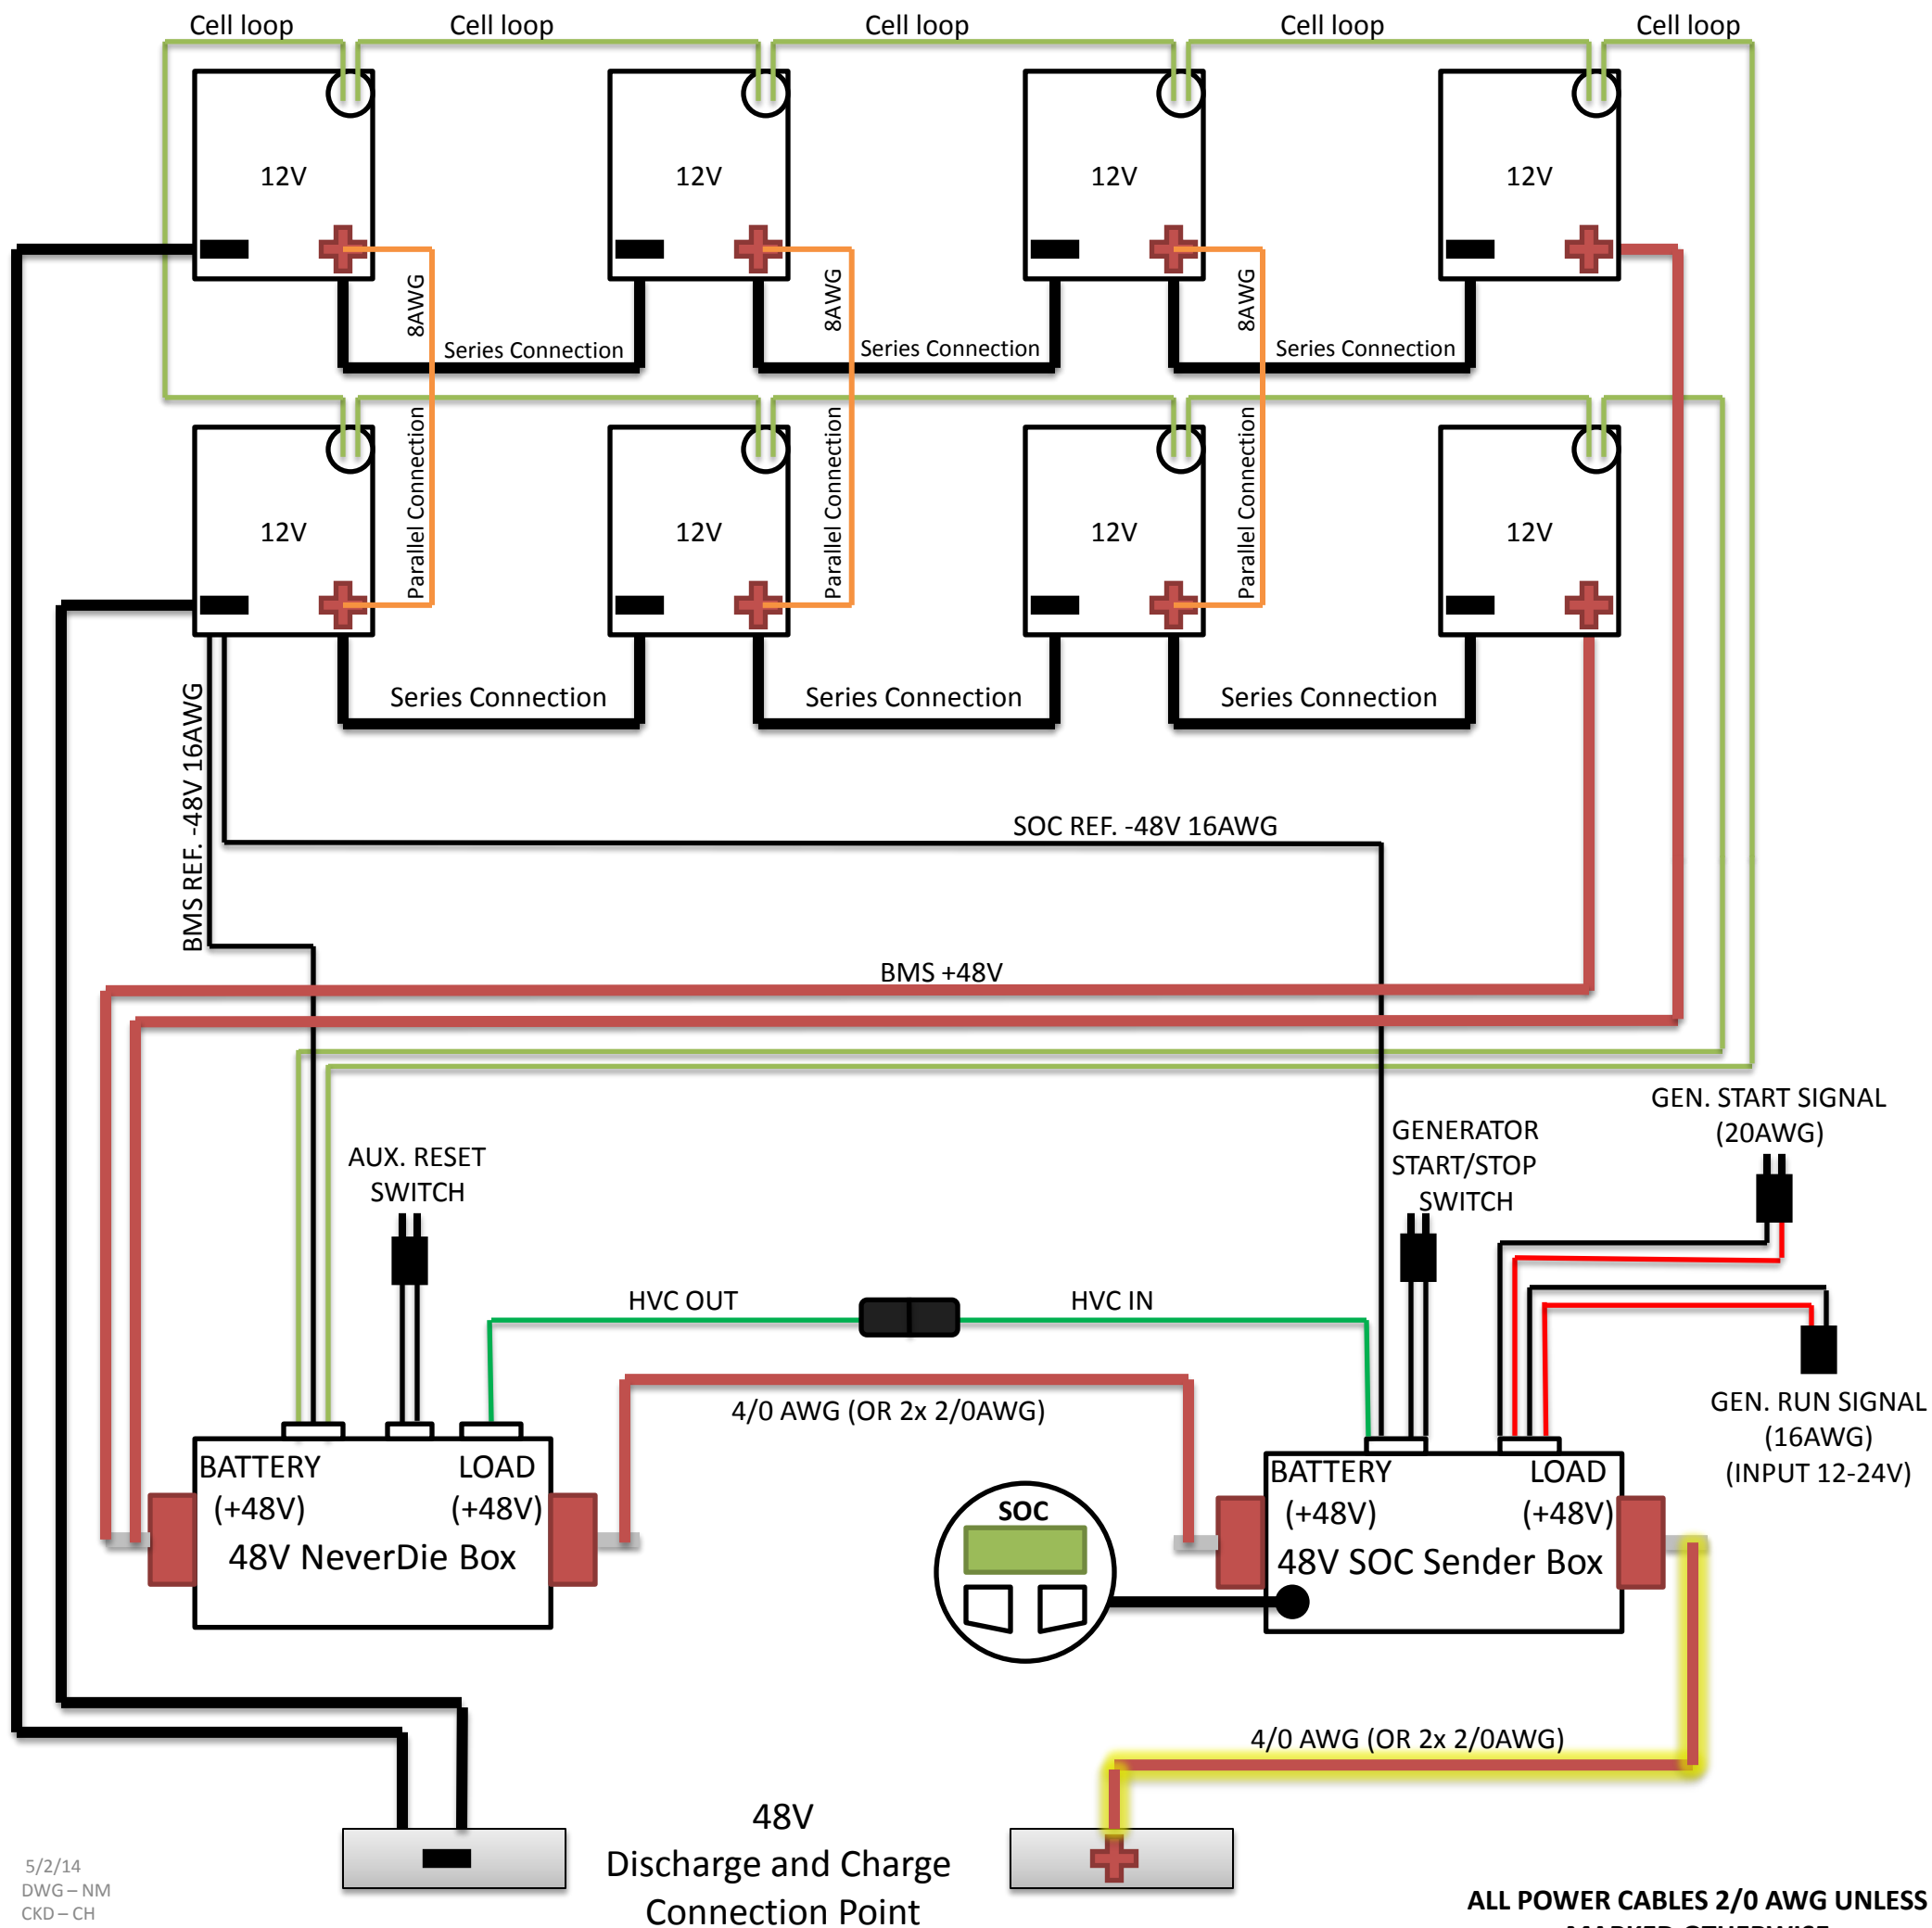 Cell loop Cell loop Cell loop Cell loop Cell loop
12V 12V 12V 12V
8AWG 8AWG 8AWG
Series Connection Series Connection Series Connection
Parallel Connection Parallel Connection Parallel Connection
12V 12V 12V 12V
Series Connection Series Connection Series Connection
BMS REF. -48V 16AWG
SOC REF. -48V 16AWG
BMS +48V
GEN. START SIGNAL
(20AWG)
GENERATOR
START/STOP
SWITCH
AUX. RESET
SWITCH
HVC OUT HVC IN
GEN. RUN SIGNAL
(16AWG)
(INPUT 12-24V)
4/0 AWG (OR 2x 2/0AWG)
BATTERY LOAD
(+48V) (+48V)
48V NeverDie Box
SOC
BATTERY LOAD
(+48V) (+48V)
48V SOC Sender Box
4/0 AWG (OR 2x 2/0AWG)
48V
Discharge and Charge
Connection Point
5/2/14
DWG – NM
CKD – CH
ALL POWER CABLES 2/0 AWG UNLESS
MARKED OTHERWISE